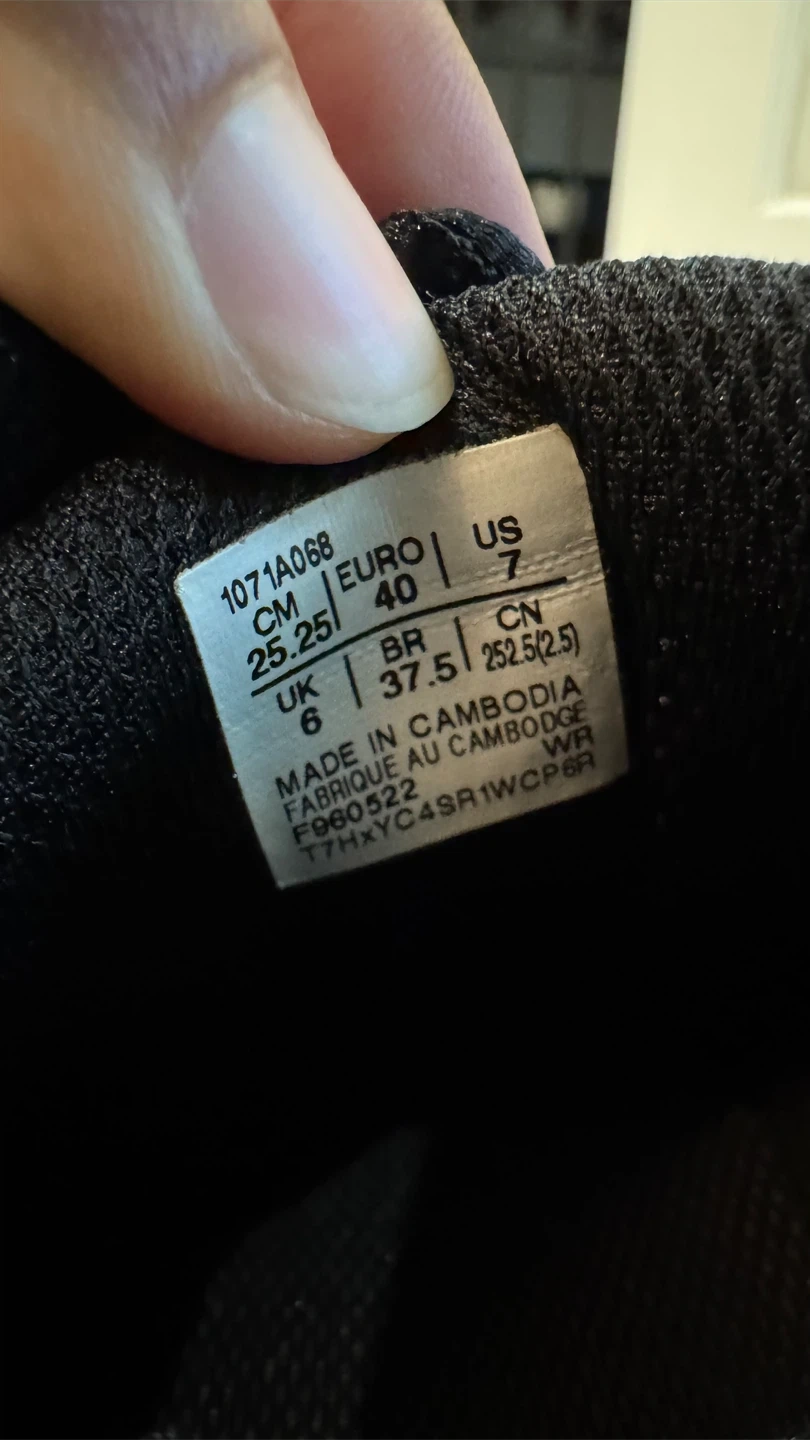 1071A068
CM | EURO | US
25.25 | 40 | 7
UK | BR | CN
6 | 37.5 | 252.5(2.5)
MADE IN CAMBODIA
FABRIQUE AU CAMBODGE
F960522 WR
T7HxYC4SR1WCP6R